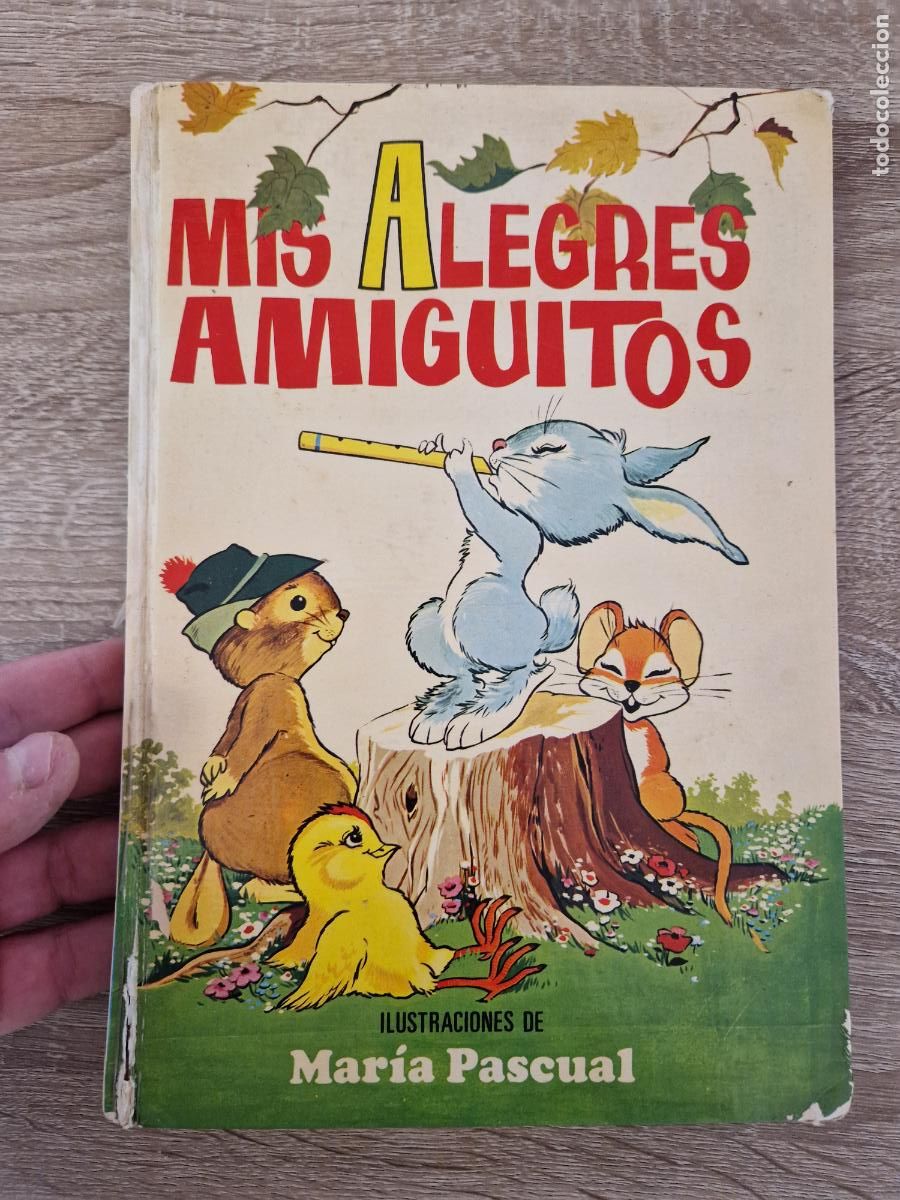 MIS ALEGRES
AMIGUITOS
ILUSTRACIONES DE
María Pascual
todocoleccion